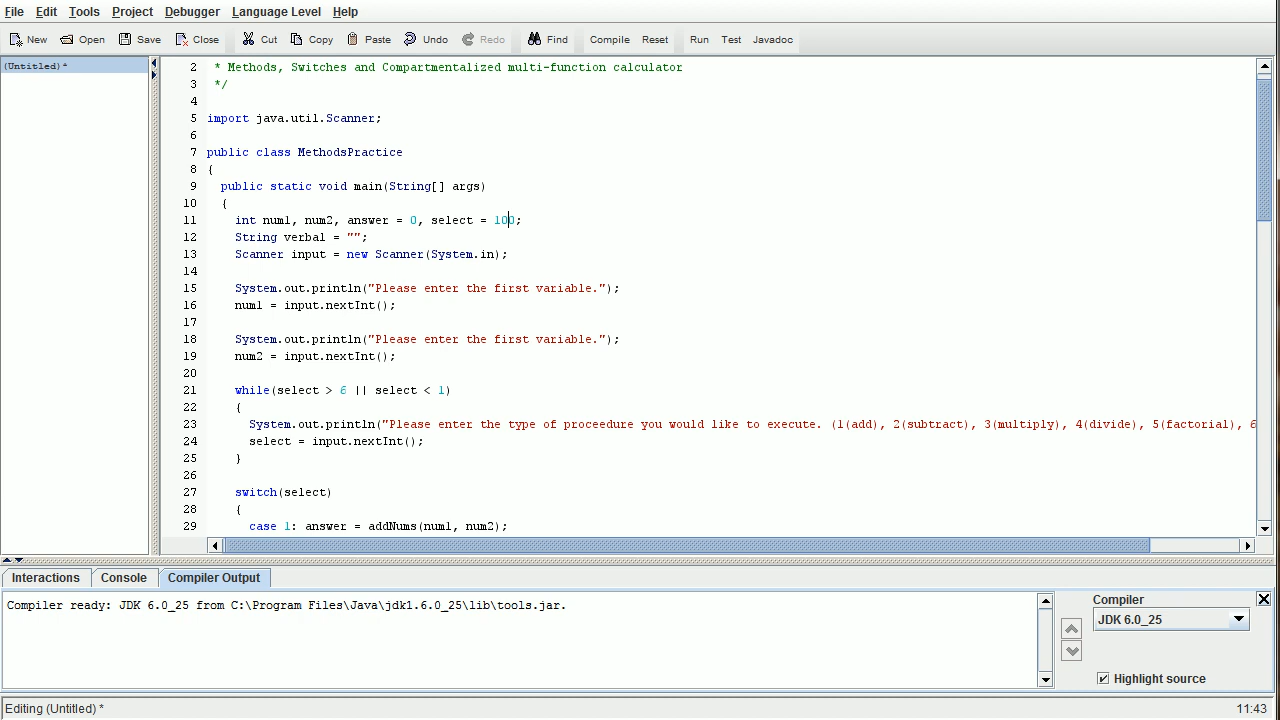 File Edit Tools Project Debugger Language Level Help
New Open Save Close Cut Copy Paste Undo Redo Find Compile Reset Run Test Javadoc
(Untitled)*
2 * Methods, Switches and Compartmentalized multi-function calculator
3 */
4
5 import java.util.Scanner;
6
7 public class MethodsPractice
8 {
9 public static void main(String[] args)
10 {
11 int num1, num2, answer = 0, select = 100;
12 String verbal = "";
13 Scanner input = new Scanner(System.in);
14
15 System.out.println("Please enter the first variable.");
16 num1 = input.nextInt();
17
18 System.out.println("Please enter the first variable.");
19 num2 = input.nextInt();
20
21 while(select > 6 || select < 1)
22 {
23 System.out.println("Please enter the type of proceedure you would like to execute. (1(add), 2(subtract), 3(multiply), 4(divide), 5(factorial), 6
24 select = input.nextInt();
25 }
26
27 switch(select)
28 {
29 case 1: answer = addNums(num1, num2);
Interactions Console Compiler Output
Compiler ready: JDK 6.0_25 from C:\Program Files\Java\jdk1.6.0_25\lib\tools.jar.
Compiler
JDK 6.0_25
Highlight source
Editing (Untitled) *
11:43